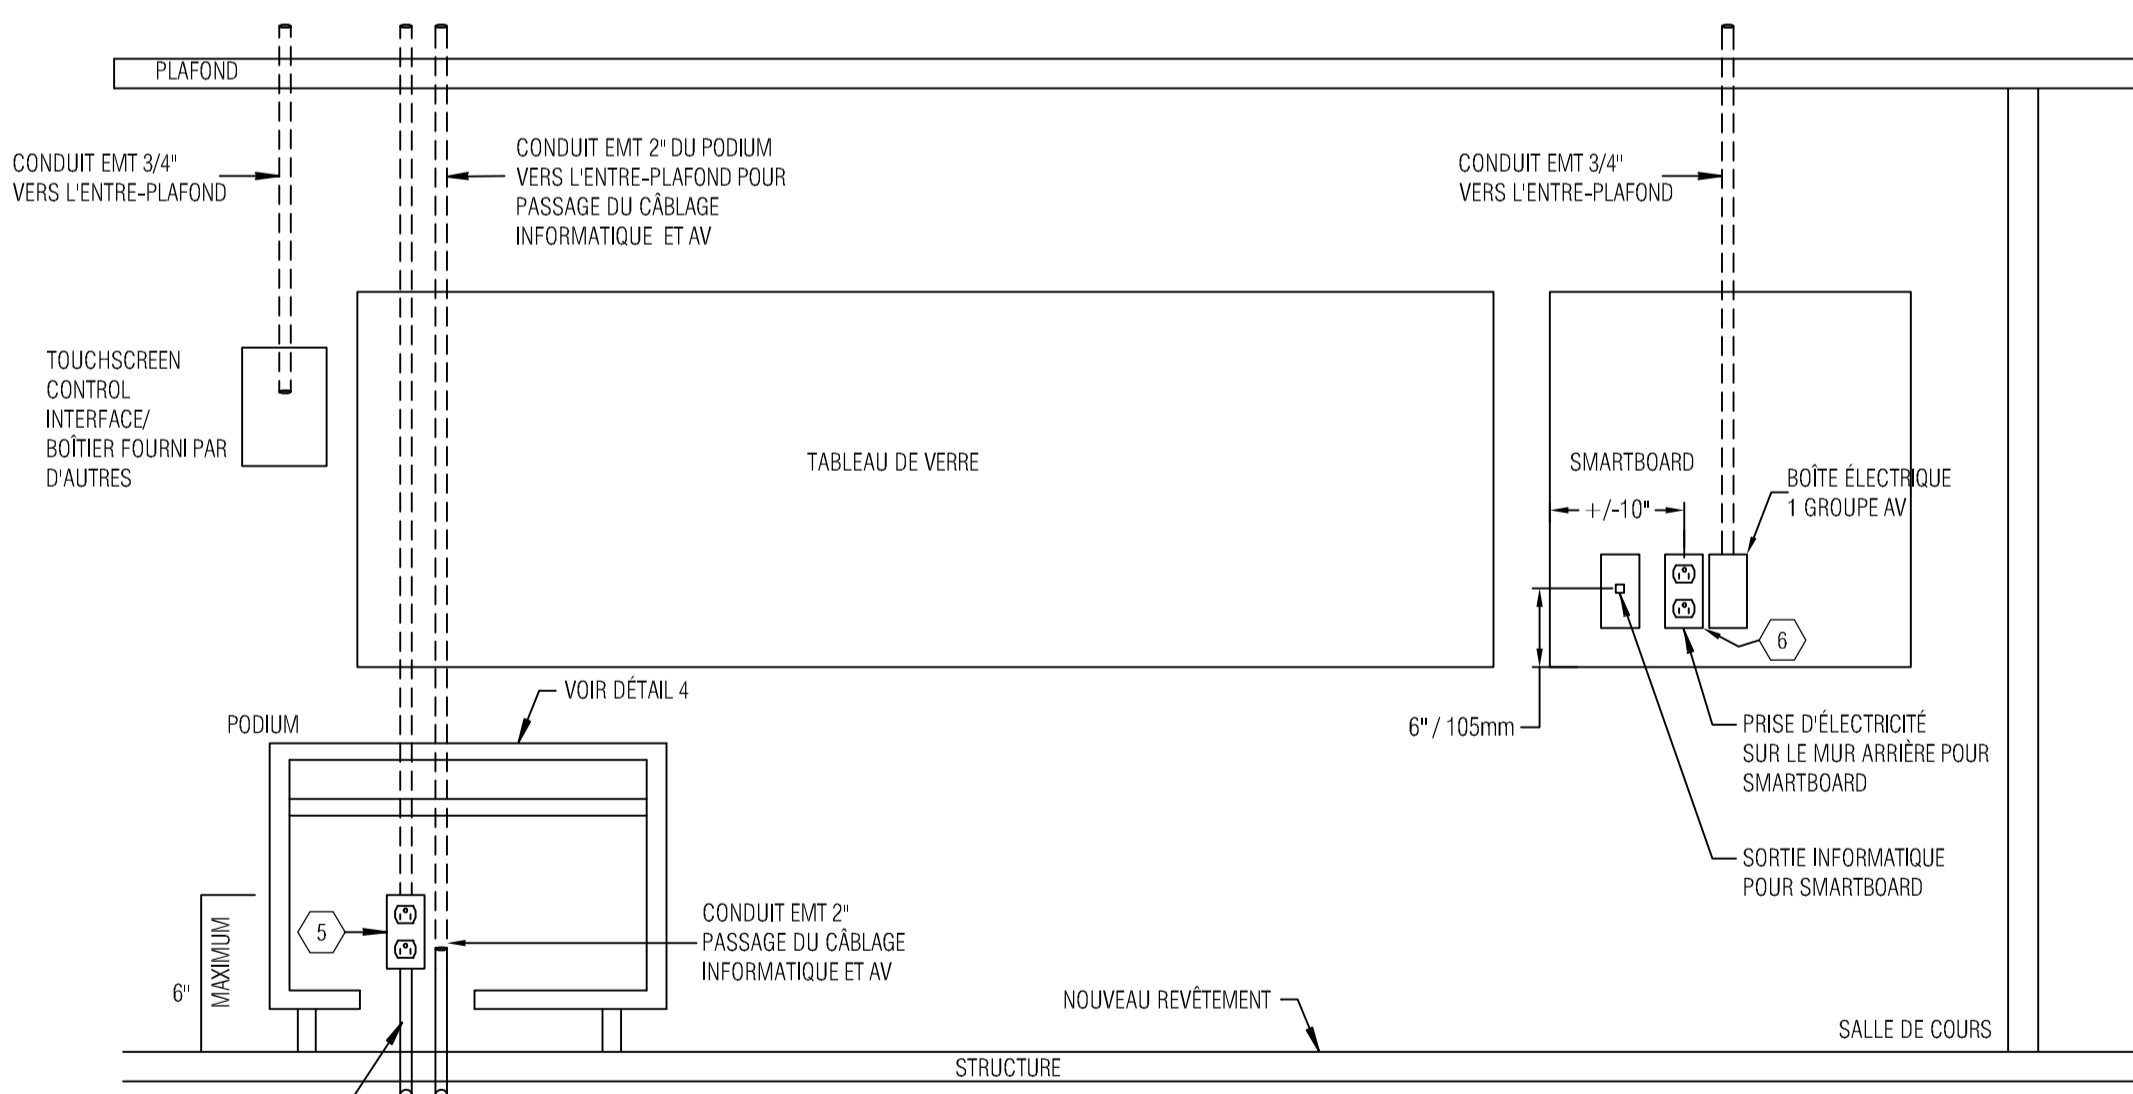 PLAFOND
CONDUIT EMT 3/4"
VERS L'ENTRE-PLAFOND
CONDUIT EMT 2" DU PODIUM
VERS L'ENTRE-PLAFOND POUR
PASSAGE DU CÂBLAGE
INFORMATIQUE ET AV
CONDUIT EMT 3/4"
VERS L'ENTRE-PLAFOND
TOUCHSCREEN
CONTROL
INTERFACE/
BOÎTIER FOURNI PAR
D'AUTRES
TABLEAU DE VERRE
SMARTBOARD
+/-10"
BOÎTE ÉLECTRIQUE
1 GROUPE AV
6
VOIR DÉTAIL 4
PODIUM
6" / 105mm
PRISE D'ÉLECTRICITÉ
SUR LE MUR ARRIÈRE POUR
SMARTBOARD
SORTIE INFORMATIQUE
POUR SMARTBOARD
5
6"
MAXIMUM
CONDUIT EMT 2"
PASSAGE DU CÂBLAGE
INFORMATIQUE ET AV
NOUVEAU REVÊTEMENT
SALLE DE COURS
STRUCTURE